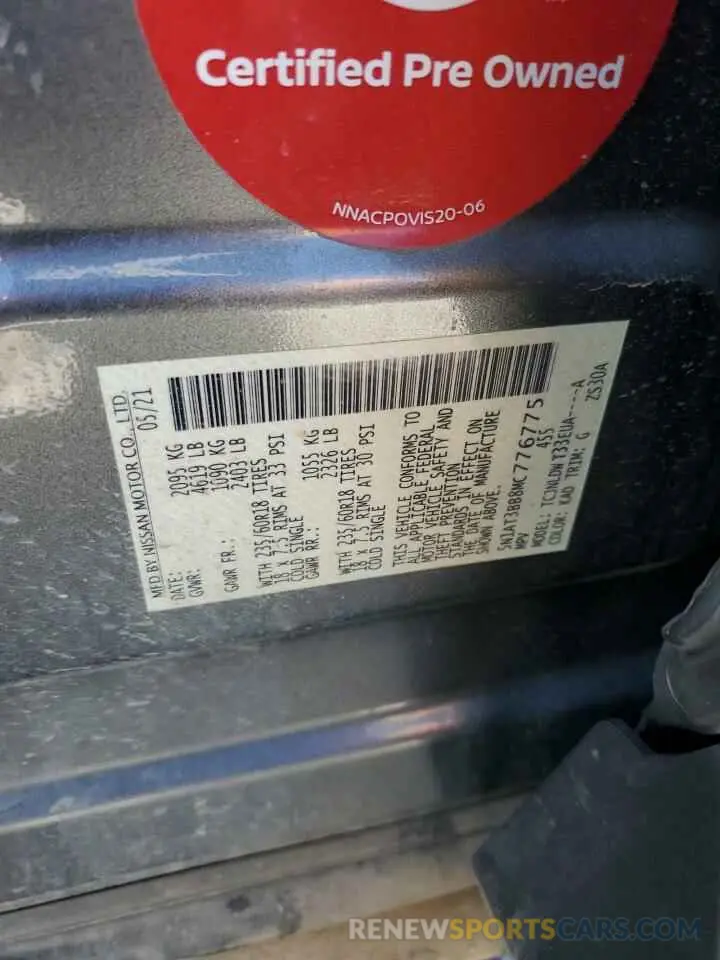 Certified Pre Owned
NNACPOVIS20-06
MFD BY NISSAN MOTOR CO., LTD.
DATE: 05/21
GVWR: 2095 KG
4619 LB
GAWR FR.: 1090 KG
2403 LB
WITH 235/60R18 TIRES
18 X 7.5 RIMS AT 33 PSI
COLD SINGLE
GAWR RR.: 1055 KG
2326 LB
WITH 235/60R18 TIRES
18 X 7.5 RIMS AT 30 PSI
COLD SINGLE
THIS VEHICLE CONFORMS TO
ALL APPLICABLE FEDERAL
MOTOR VEHICLE SAFETY AND
THEFT PREVENTION
STANDARDS IN EFFECT ON
THE DATE OF MANUFACTURE
SHOWN ABOVE.
5N1AT3BB8MC776775
MPV 455
MODEL: TCJNLDWT33EUA----A
COLOR: CAD TRIM: G ZS30A
RENEWSPORTSCARS.COM